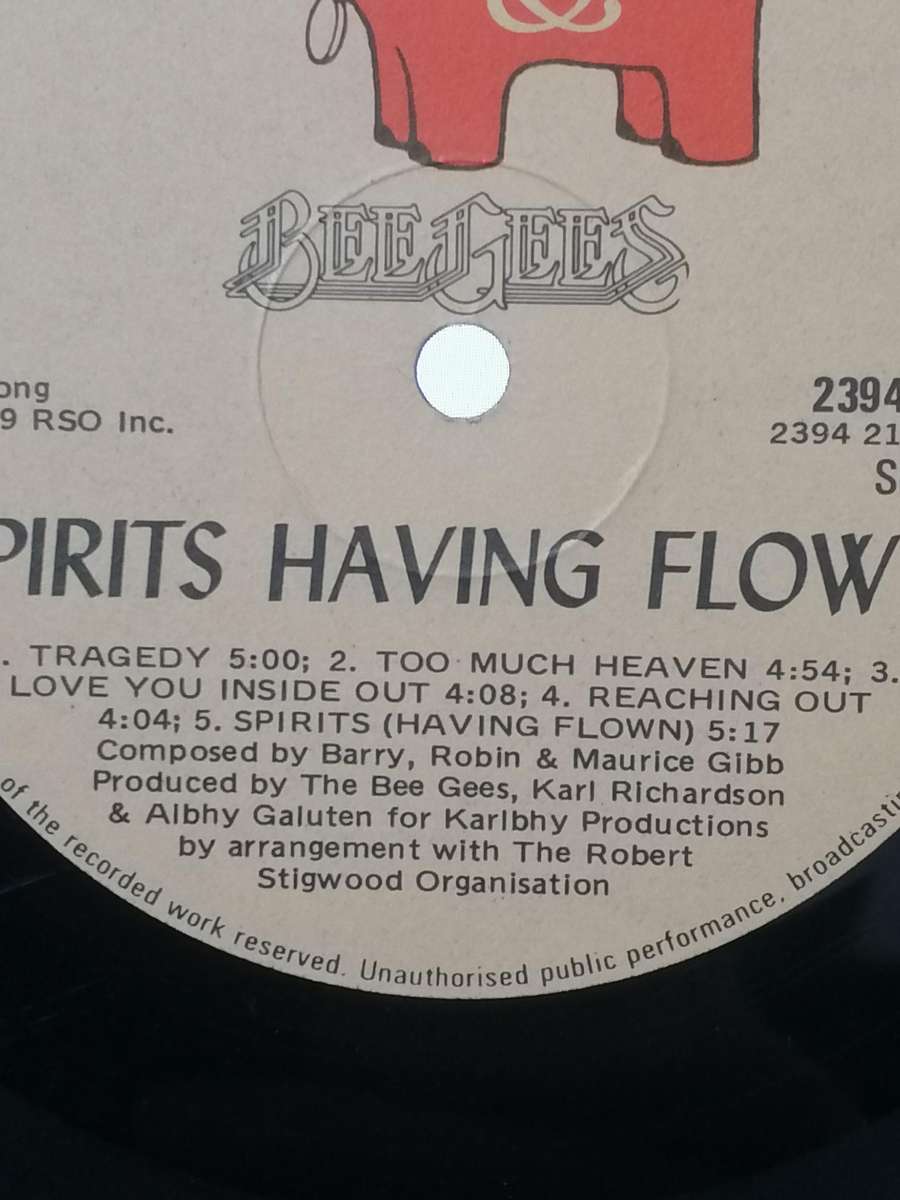 BEE GEES
ong
9 RSO Inc.
2394
2394 21
S
PIRITS HAVING FLOW
. TRAGEDY 5:00; 2. TOO MUCH HEAVEN 4:54; 3.
LOVE YOU INSIDE OUT 4:08; 4. REACHING OUT
4:04; 5. SPIRITS (HAVING FLOWN) 5:17
Composed by Barry, Robin & Maurice Gibb
Produced by The Bee Gees, Karl Richardson
& Albhy Galuten for Karlbhy Productions
by arrangement with The Robert
Stigwood Organisation
of the recorded work reserved. Unauthorised public performance, broadcasting